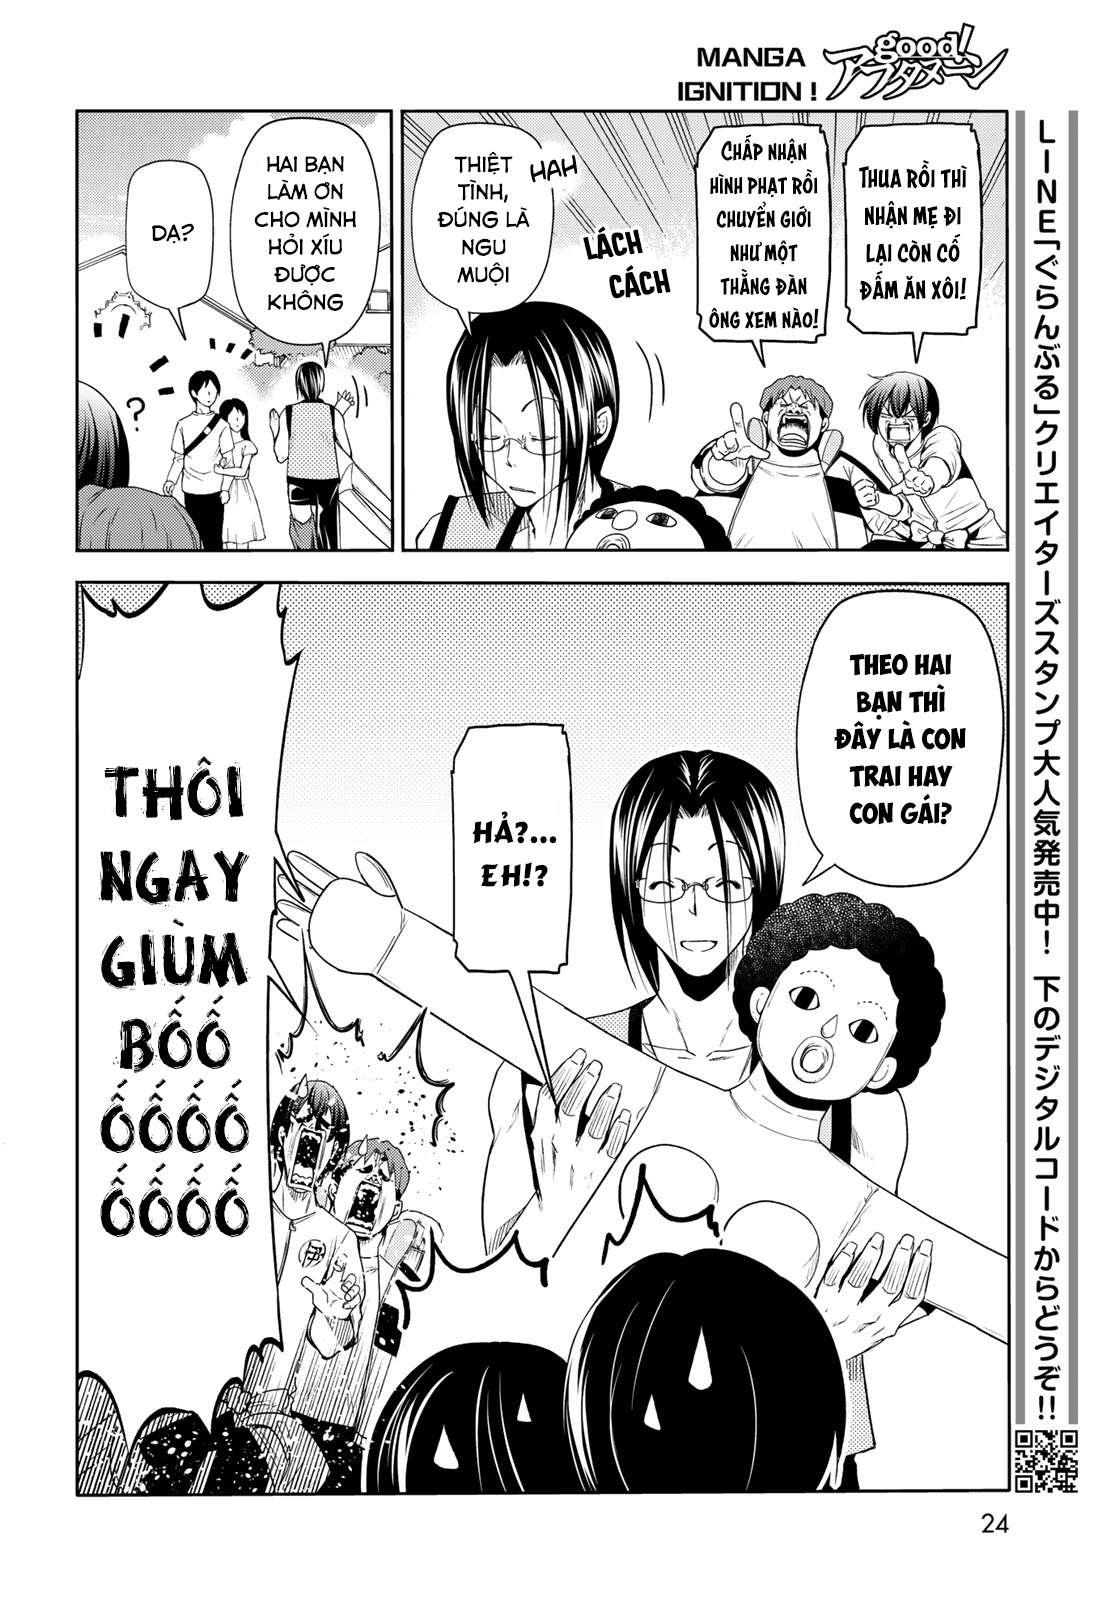 MANGA
IGNITION !
good!
アフタヌーン
THUA RỒI THÌ
NHẬN MẸ ĐI
LẠI CÒN CỐ
ĐẤM ĂN XÔI!
CHẤP NHẬN
HÌNH PHẠT RỒI
CHUYỂN GIỚI
NHƯ MỘT
THẰNG ĐÀN
ÔNG XEM NÀO!
LÁCH
CÁCH
HAH
THIỆT
TÌNH,
ĐÚNG LÀ
NGU
MUỘI
HAI BẠN
LÀM ƠN
CHO MÌNH
HỎI XÍU
ĐƯỢC
KHÔNG
DẠ?
?
THEO HAI
BẠN THÌ
ĐÂY LÀ CON
TRAI HAY
CON GÁI?
HẢ?...
EH!?
THÔI
NGAY
GIÙM
BỐỐ
ỐỐỐỐ
ỐỐỐỐ
LINE「ぐらんぶる」クリエイターズスタンプ大人気発売中！ 下のデジタルコードからどうぞ!!
24